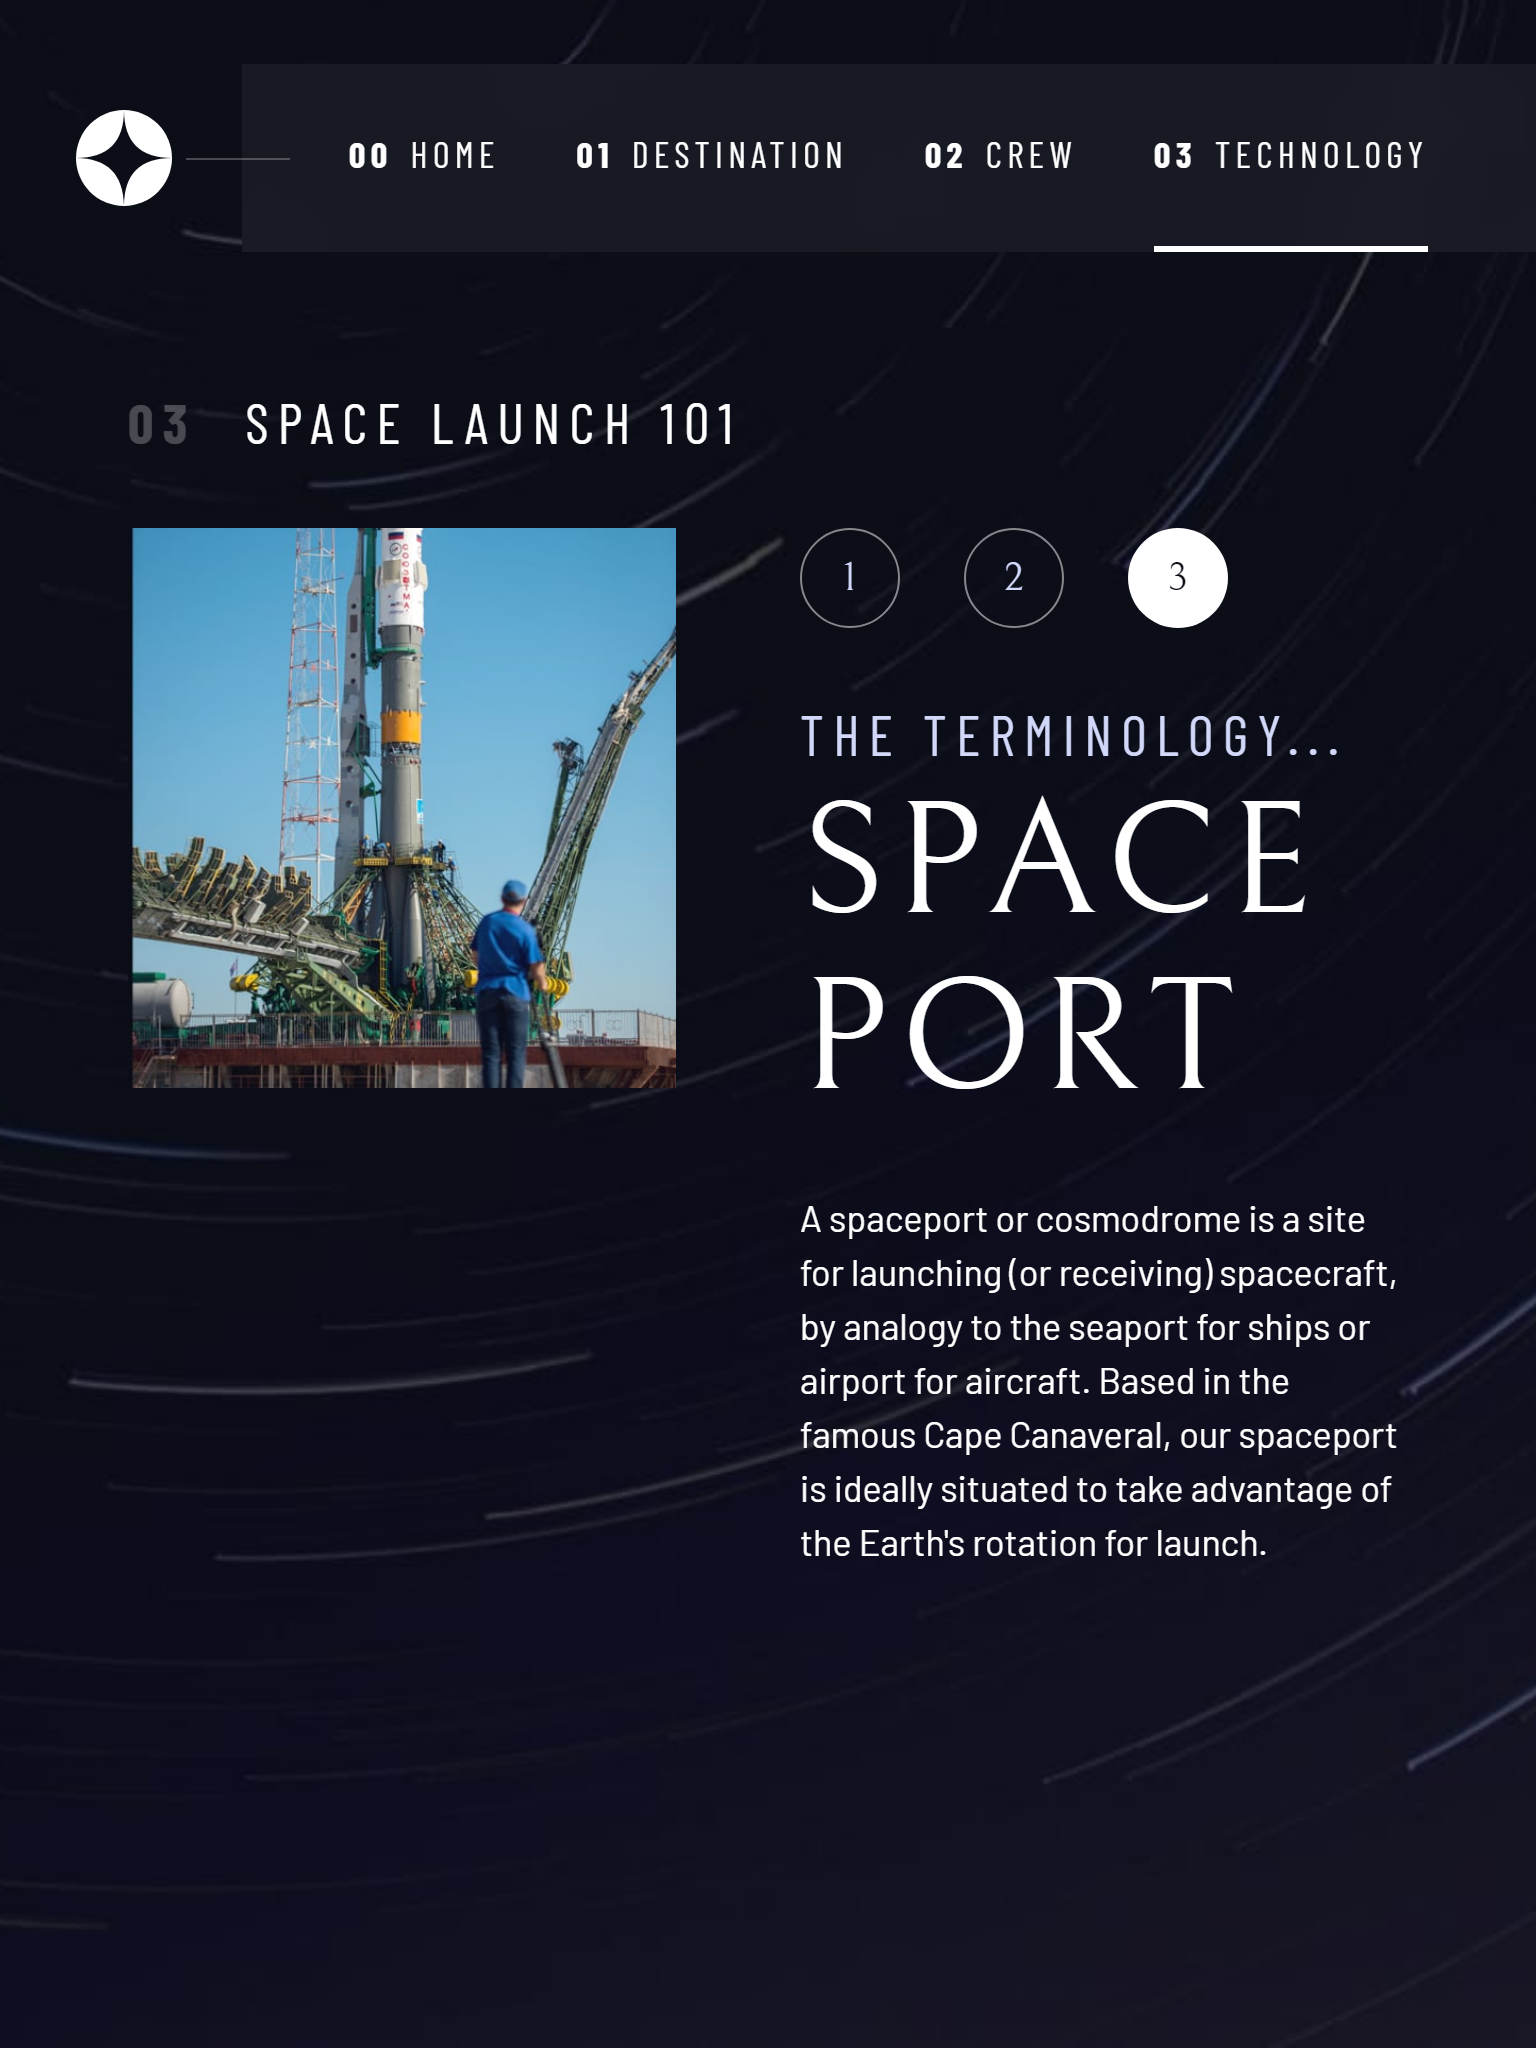 00 HOME 01 DESTINATION 02 CREW 03 TECHNOLOGY
03 SPACE LAUNCH 101
1 2 3
THE TERMINOLOGY...
SPACE
PORT
A spaceport or cosmodrome is a site
for launching (or receiving) spacecraft,
by analogy to the seaport for ships or
airport for aircraft. Based in the
famous Cape Canaveral, our spaceport
is ideally situated to take advantage of
the Earth's rotation for launch.